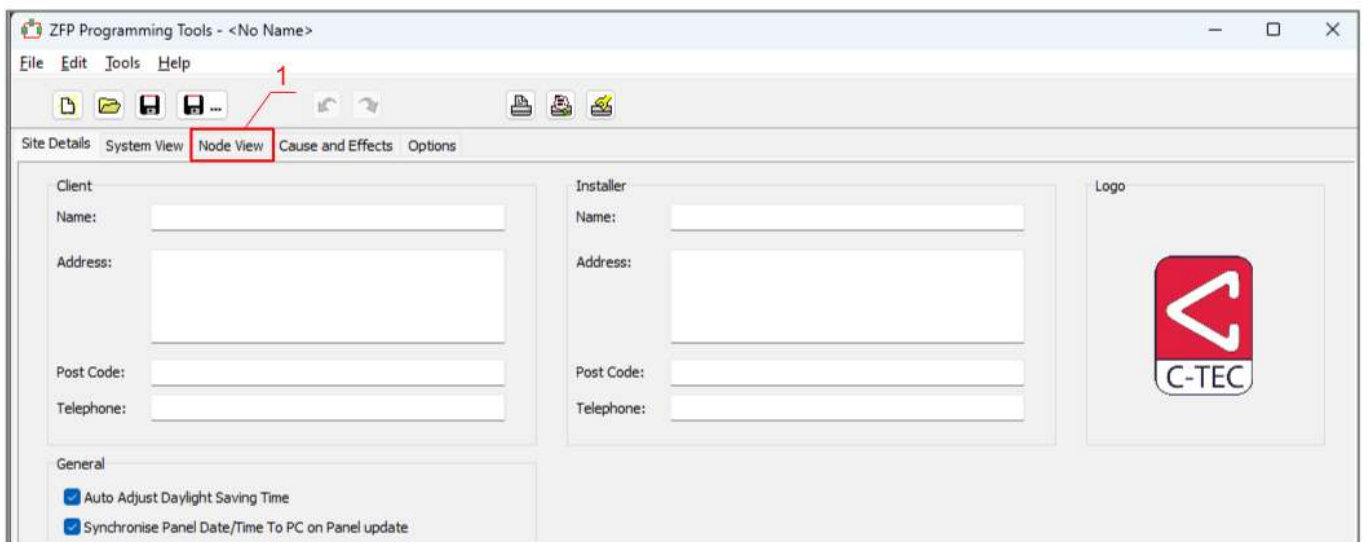 ZFP Programming Tools - <No Name>
File Edit Tools Help
1
...
Site Details System View Node View Cause and Effects Options
Client Installer Logo
Name: Name:
Address: Address:
C-TEC
Post Code: Post Code:
Telephone: Telephone:
General
Auto Adjust Daylight Saving Time
Synchronise Panel Date/Time To PC on Panel update